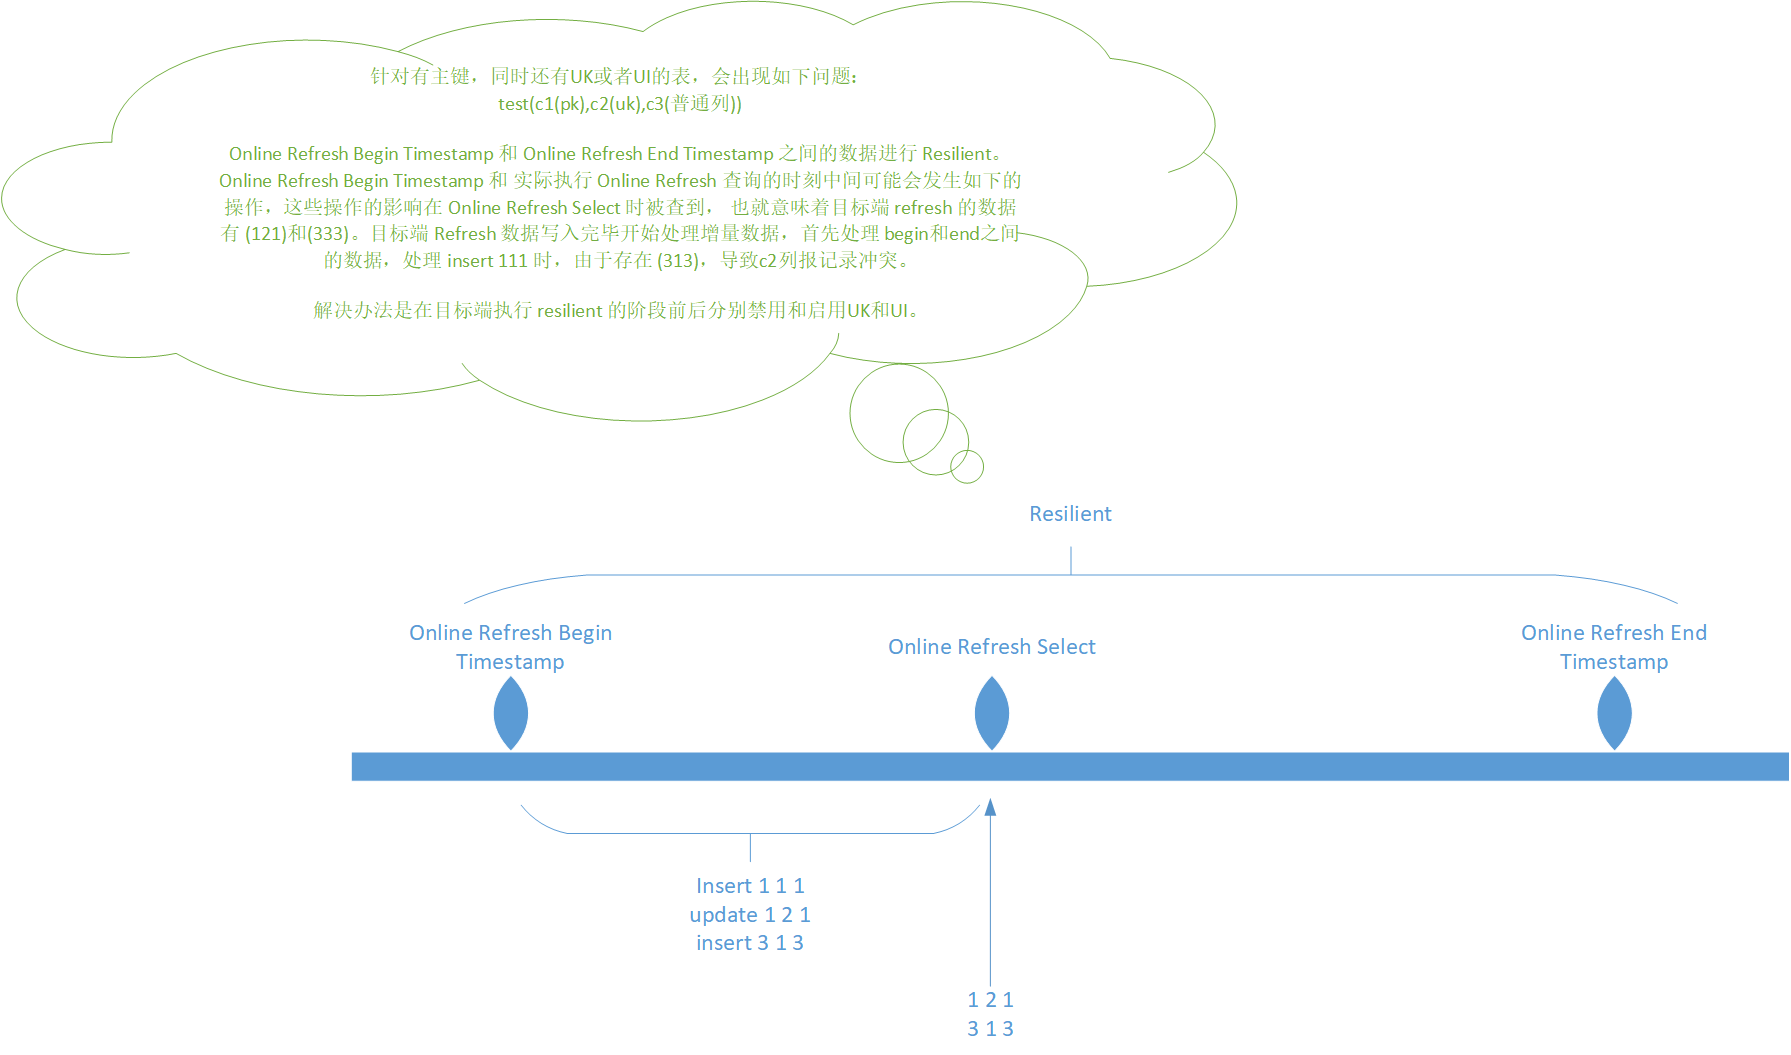 针对有主键，同时还有UK或者UI的表，会出现如下问题：
test(c1(pk),c2(uk),c3(普通列))
Online Refresh Begin Timestamp 和 Online Refresh End Timestamp 之间的数据进行 Resilient。
Online Refresh Begin Timestamp 和 实际执行 Online Refresh 查询的时刻中间可能会发生如下的
操作，这些操作的影响在 Online Refresh Select 时被查到， 也就意味着目标端 refresh 的数据
有 (121)和(333)。目标端 Refresh 数据写入完毕开始处理增量数据，首先处理 begin和end之间
的数据，处理 insert 111 时，由于存在 (313)，导致c2列报记录冲突。
解决办法是在目标端执行 resilient 的阶段前后分别禁用和启用UK和UI。
Resilient
Online Refresh Begin
Timestamp
Online Refresh Select
Online Refresh End
Timestamp
Insert 1 1 1
update 1 2 1
insert 3 1 3
1 2 1
3 1 3